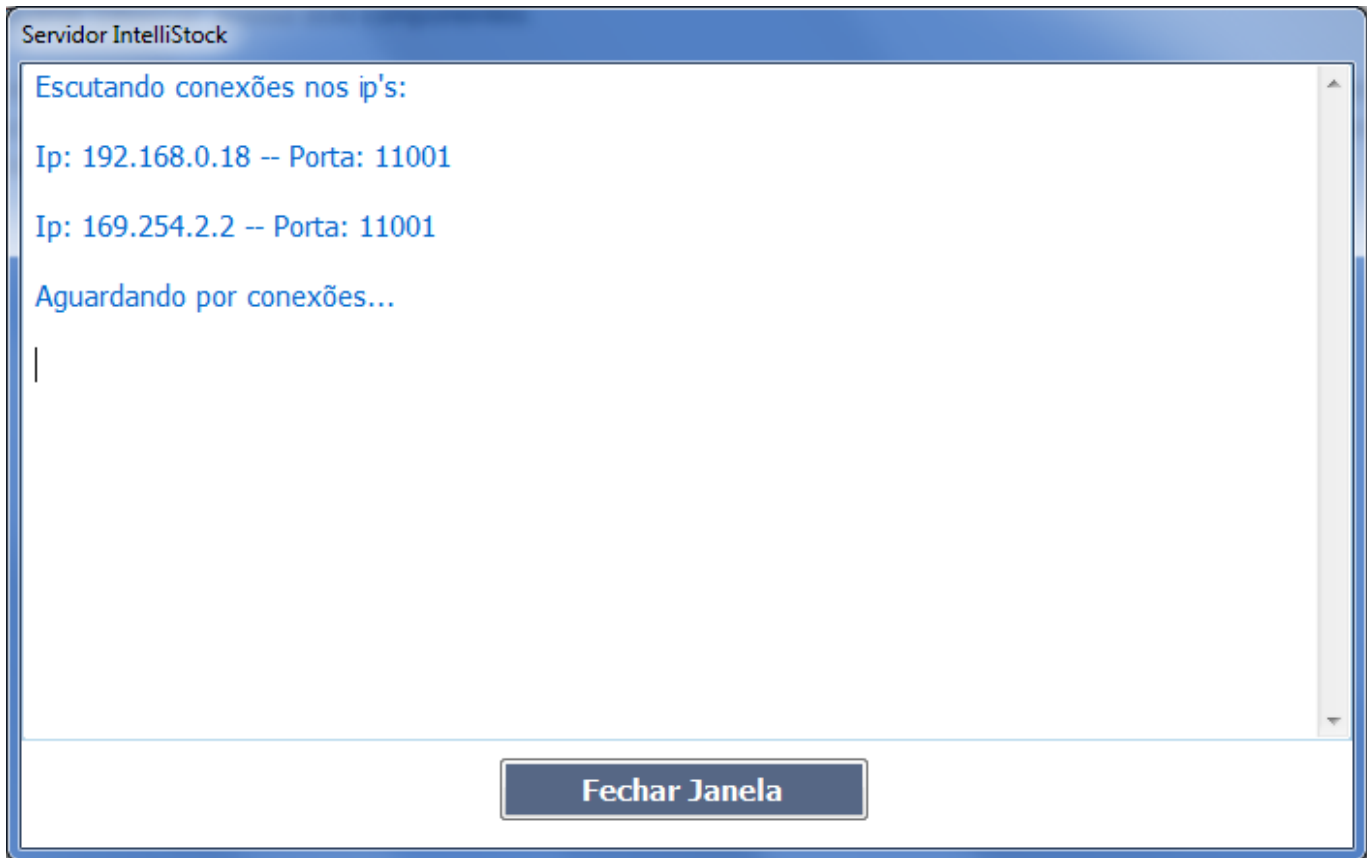 Servidor IntelliStock
Escutando conexões nos ip's:
Ip: 192.168.0.18 -- Porta: 11001
Ip: 169.254.2.2 -- Porta: 11001
Aguardando por conexões...
Fechar Janela